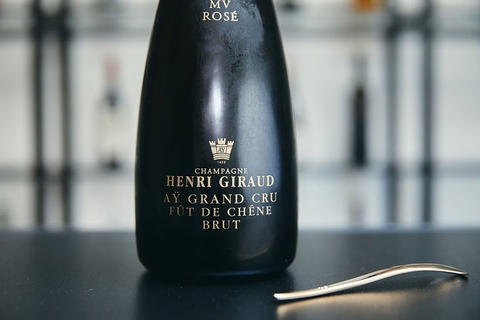 MV
ROSÉ
CHAMPAGNE
HENRI GIRAUD
AŸ GRAND CRU
FÛT DE CHÊNE
BRUT